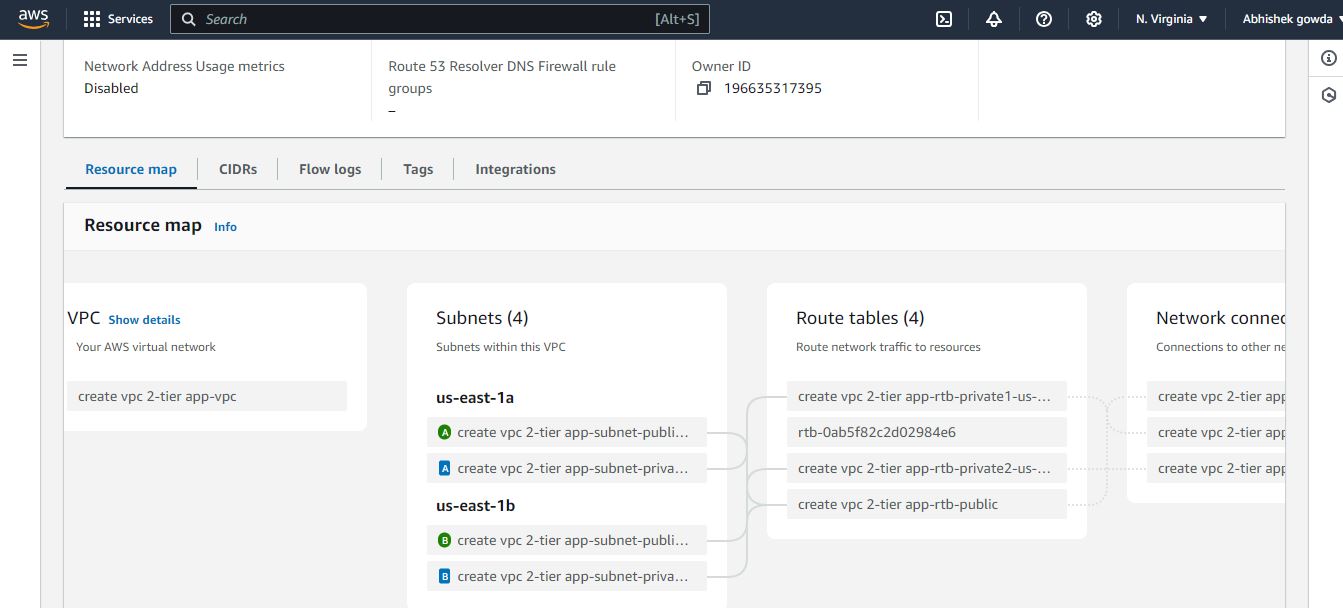 aws
Services
Search
[Alt+S]
N. Virginia
Abhishek gowda
Network Address Usage metrics
Disabled
Route 53 Resolver DNS Firewall rule
groups
–
Owner ID
196635317395
Resource map
CIDRs
Flow logs
Tags
Integrations
Resource map Info
VPC Show details
Your AWS virtual network
create vpc 2-tier app-vpc
Subnets (4)
Subnets within this VPC
us-east-1a
A create vpc 2-tier app-subnet-publi...
A create vpc 2-tier app-subnet-priva...
us-east-1b
B create vpc 2-tier app-subnet-publi...
B create vpc 2-tier app-subnet-priva...
Route tables (4)
Route network traffic to resources
create vpc 2-tier app-rtb-private1-us-...
rtb-0ab5f82c2d02984e6
create vpc 2-tier app-rtb-private2-us-...
create vpc 2-tier app-rtb-public
Network connec
Connections to other ne
create vpc 2-tier app
create vpc 2-tier app
create vpc 2-tier app